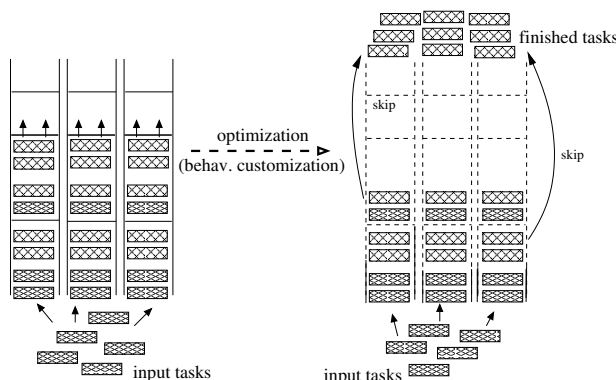 finished tasks
skip
optimization
(behav. customization)
skip
input tasks
input tasks